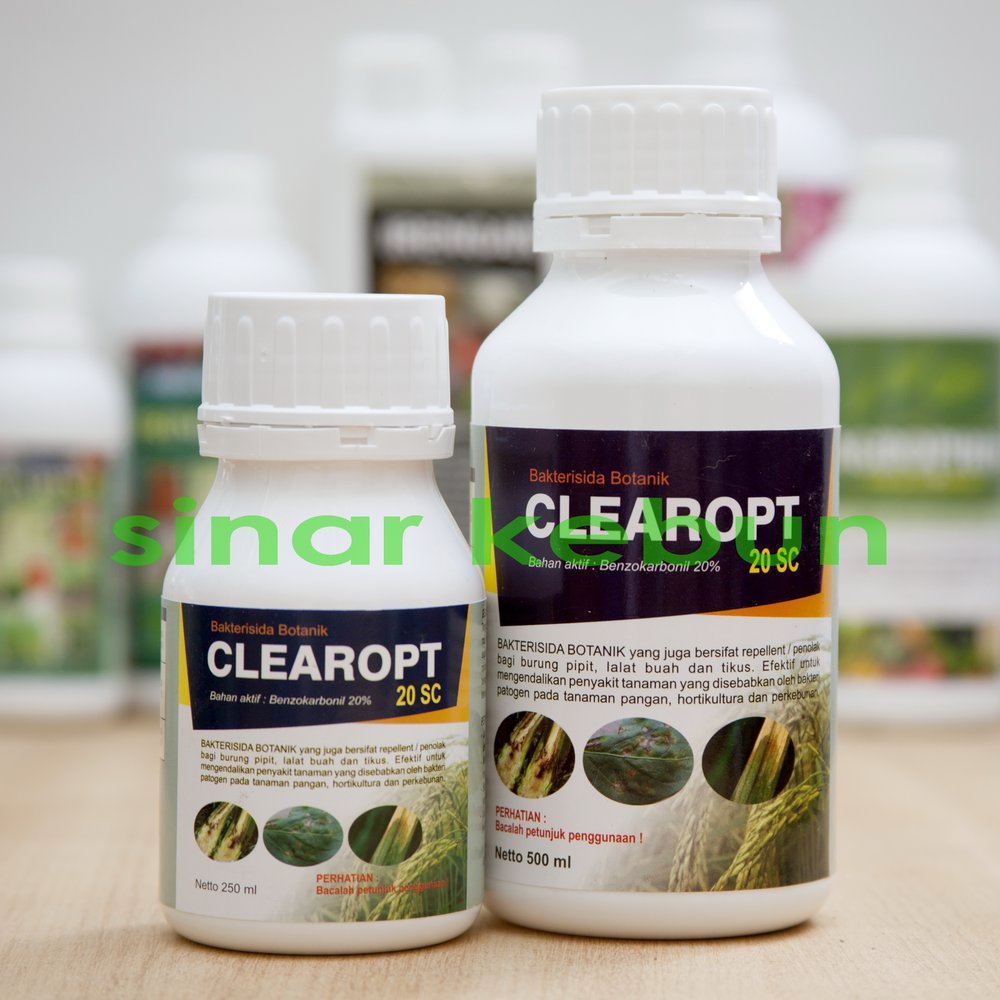 sinar kebun
Bakterisida Botanik
CLEAROPT
20 SC
Bahan aktif : Benzokarbonil 20%
BAKTERISIDA BOTANIK yang juga bersifat repellent / penolak
bagi burung pipit, lalat buah dan tikus. Efektif untuk
mengendalikan penyakit tanaman yang disebabkan oleh bakteri
patogen pada tanaman pangan, hortikultura dan perkebunan.
Netto 250 ml
PERHATIAN :
Bacalah petunjuk penggunaan !
Bakterisida Botanik
CLEAROPT
20 SC
Bahan aktif : Benzokarbonil 20%
BAKTERISIDA BOTANIK yang juga bersifat repellent / penolak
bagi burung pipit, lalat buah dan tikus. Efektif untuk
mengendalikan penyakit tanaman yang disebabkan oleh bakteri
patogen pada tanaman pangan, hortikultura dan perkebunan.
PERHATIAN :
Bacalah petunjuk penggunaan !
Netto 500 ml